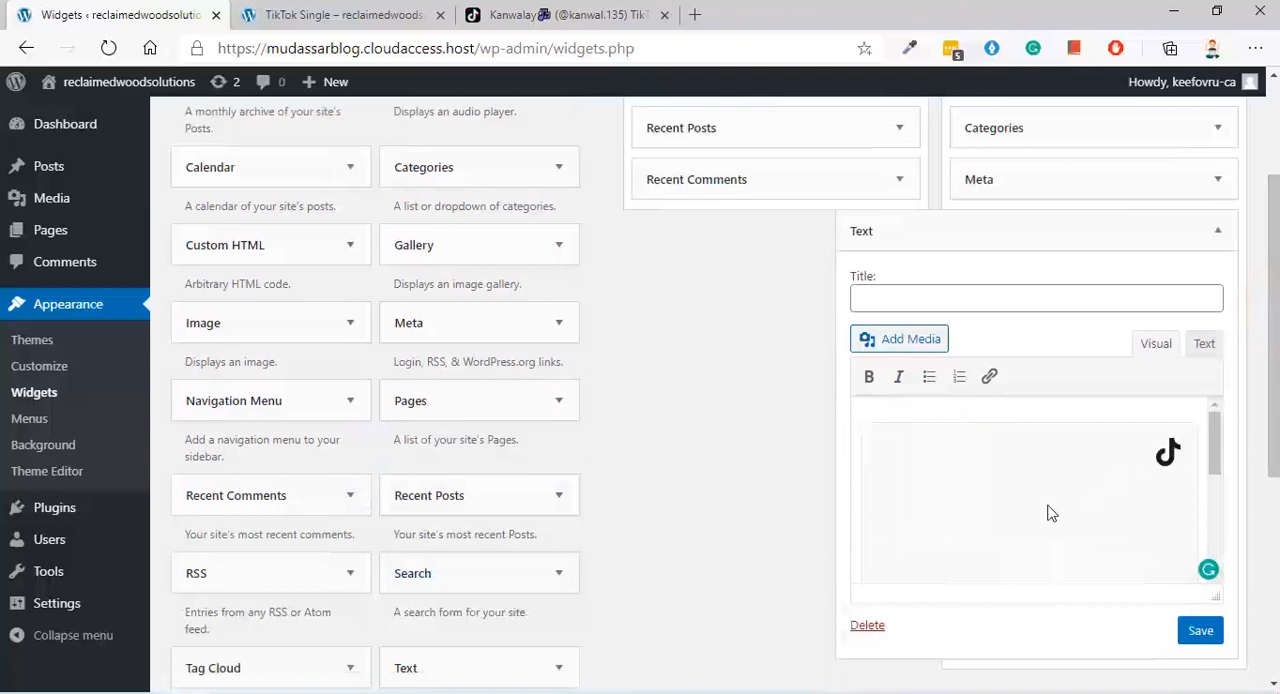 Widgets ‹ reclaimedwoodsolutio
TikTok Single – reclaimedwoods
Kanwalay (@kanwal.135) TikT
https://mudassarblog.cloudaccess.host/wp-admin/widgets.php
5
reclaimedwoodsolutions
2
0
New
Howdy, keefovru-ca
Dashboard
Posts
Media
Pages
Comments
Appearance
Themes
Customize
Widgets
Menus
Background
Theme Editor
Plugins
Users
Tools
Settings
Collapse menu
A monthly archive of your site's
Posts.
Displays an audio player.
Calendar
Categories
A calendar of your site's posts.
A list or dropdown of categories.
Custom HTML
Gallery
Arbitrary HTML code.
Displays an image gallery.
Image
Meta
Displays an image.
Login, RSS, & WordPress.org links.
Navigation Menu
Pages
Add a navigation menu to your
sidebar.
A list of your site's Pages.
Recent Comments
Recent Posts
Your site's most recent comments.
Your site's most recent Posts.
RSS
Search
Entries from any RSS or Atom
feed.
A search form for your site.
Tag Cloud
Text
Recent Posts
Categories
Recent Comments
Meta
Text
Title:
Add Media
Visual
Text
B
I
Delete
Save